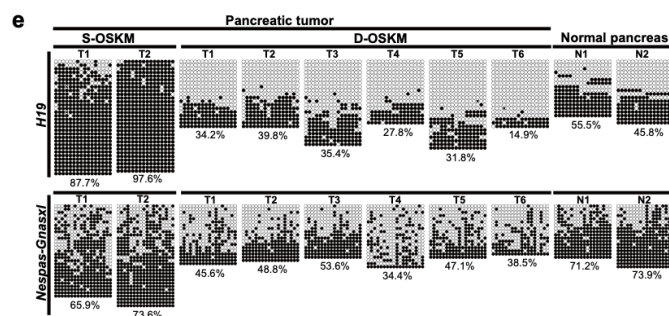 e
Pancreatic tumor
S-OSKM D-OSKM Normal pancreas
T1 T2 T1 T2 T3 T4 T5 T6 N1 N2
H19
87.7% 97.6% 34.2% 39.8% 35.4% 27.8% 31.8% 14.9% 55.5% 45.8%
T1 T2 T1 T2 T3 T4 T5 T6 N1 N2
Nespas-Gnasxl
65.9% 73.6% 45.6% 48.8% 53.6% 34.4% 47.1% 38.5% 71.2% 73.9%